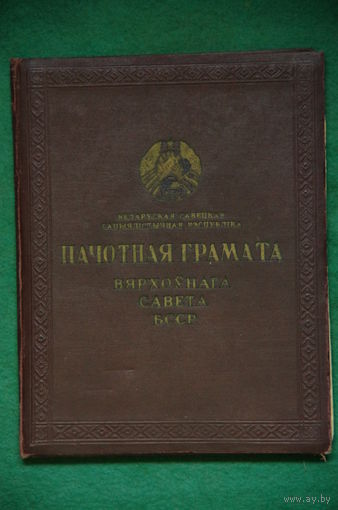 БЕЛАРУСКАЯ САВЕЦКАЯ
САЦЫЯЛІСТЫЧНАЯ РЭСПУБЛІКА
ПАЧОТНАЯ ГРАМАТА
ВЯРХОЎНАГА
САВЕТА
БССР
www.ay.by